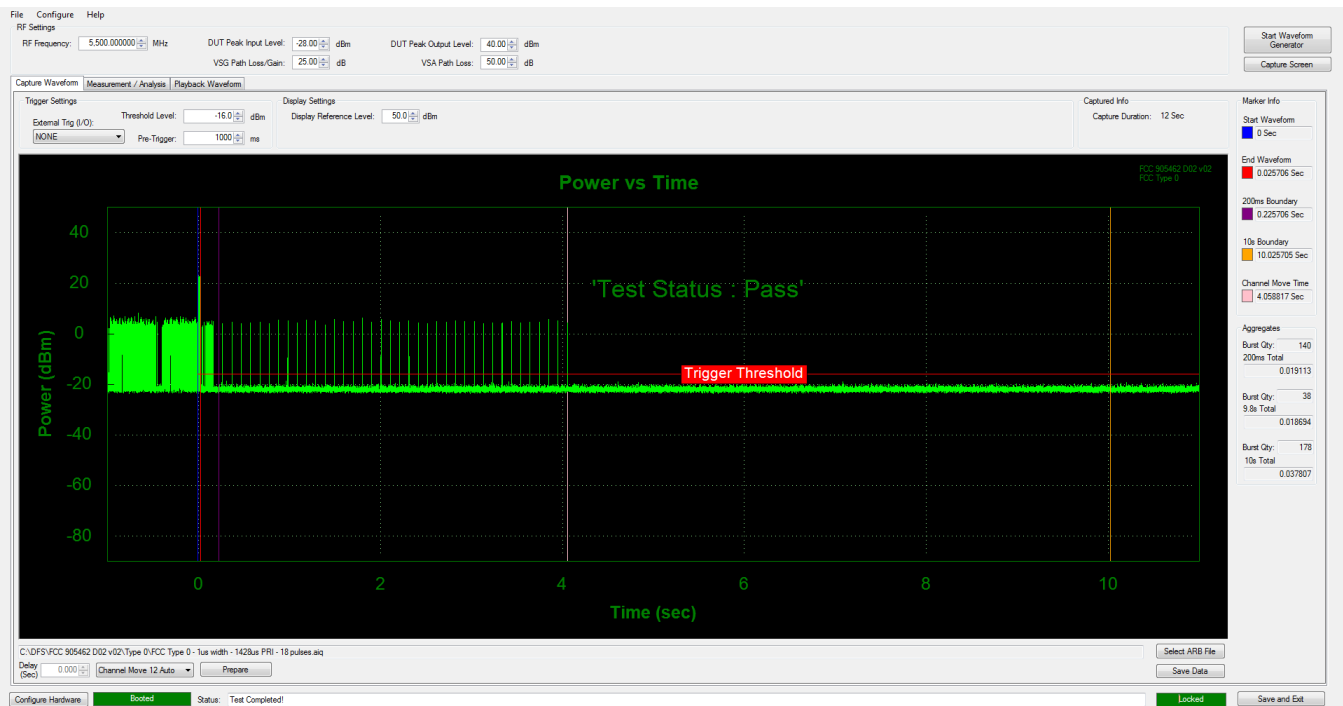 File Configure Help
RF Settings
RF Frequency: 5,500.000000 MHz DUT Peak Input Level: -28.00 dBm DUT Peak Output Level: 40.00 dBm
VSG Path Loss/Gain: 25.00 dB VSA Path Loss: 50.00 dB
Start Waveform
Generator
Capture Screen
Capture Waveform Measurement / Analysis Playback Waveform
Trigger Settings
External Trig (I/O):
NONE
Threshold Level: -16.0 dBm
Pre-Trigger: 1000 ms
Display Settings
Display Reference Level: 50.0 dBm
Captured Info
Capture Duration: 12 Sec
Power vs Time
FCC 905462 D02 v02
FCC Type 0
'Test Status : Pass'
Trigger Threshold
Power (dBm)
40
20
0
-20
-40
-60
-80
0 2 4 6 8 10
Time (sec)
Marker Info
Start Waveform
0 Sec
End Waveform
0.025706 Sec
200ms Boundary
0.225706 Sec
10s Boundary
10.025705 Sec
Channel Move Time
4.058817 Sec
Aggregates
Burst Qty: 140
200ms Total
0.019113
Burst Qty: 38
9.8s Total
0.018694
Burst Qty: 178
10s Total
0.037807
C:\DFS\FCC 905462 D02 v02\Type 0\FCC Type 0 - 1us width - 1428us PRI - 18 pulses.aiq
Select ARB File
Delay
(Sec) 0.000 Channel Move 12 Auto Prepare
Save Data
Configure Hardware Booted Status: Test Completed! Locked Save and Exit